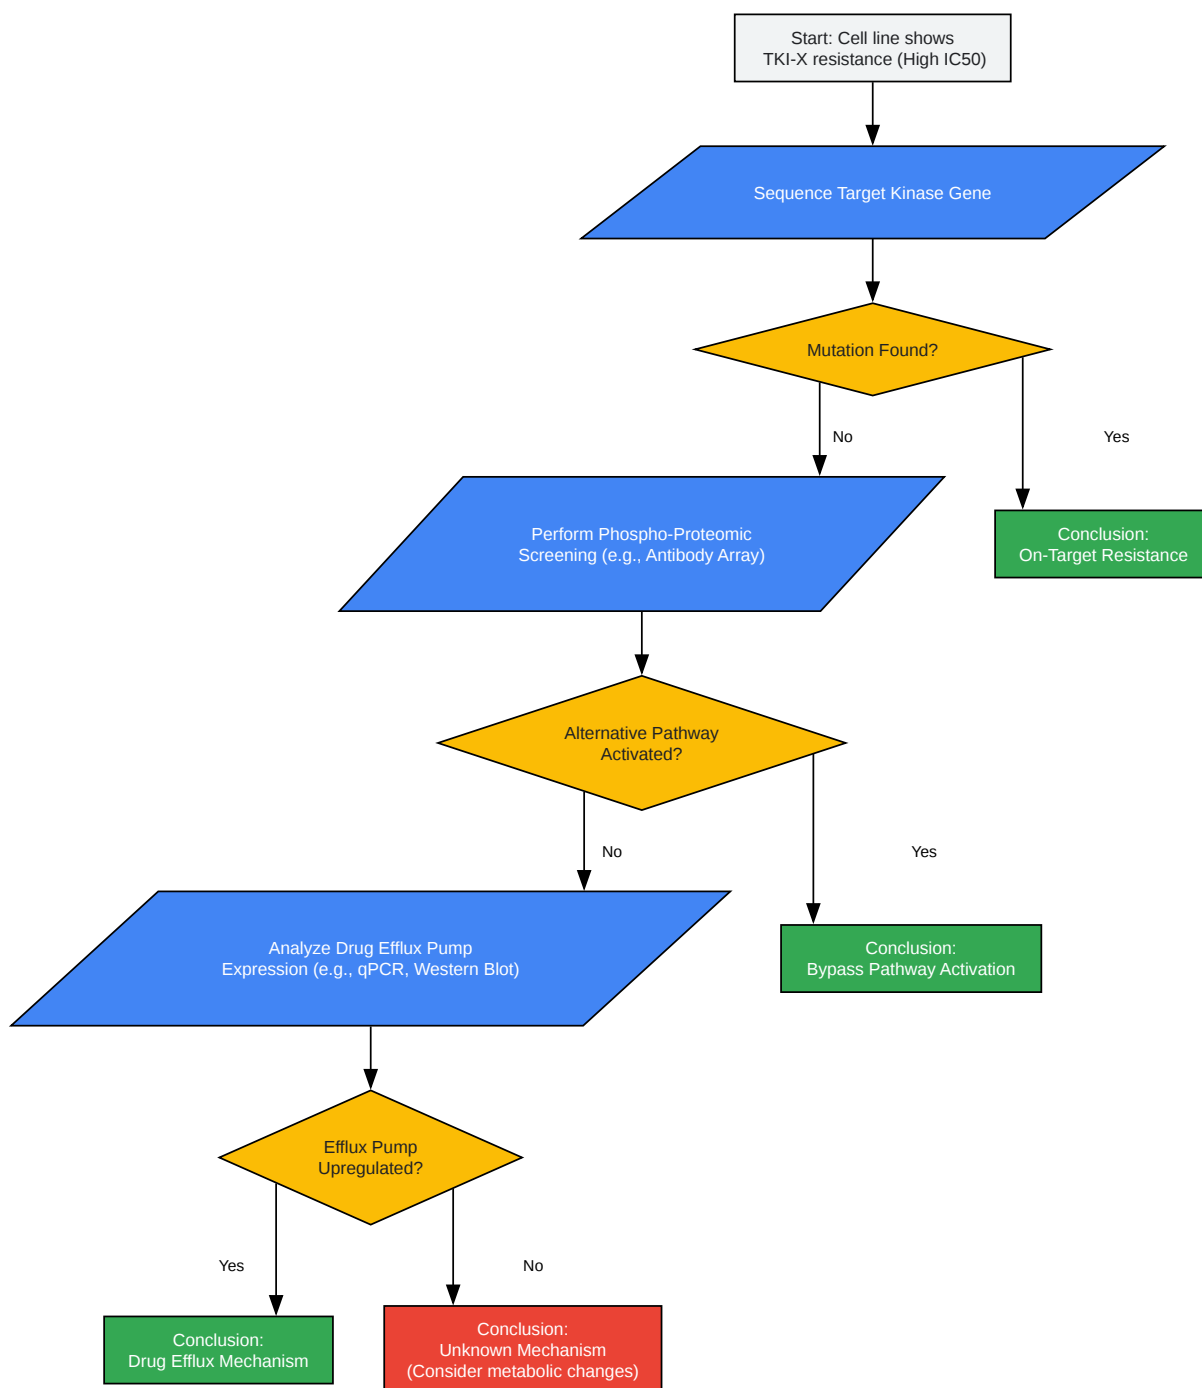 Start: Cell line shows
TKI-X resistance (High IC50)
Sequence Target Kinase Gene
Mutation Found?
No
Yes
Perform Phospho-Proteomic
Screening (e.g., Antibody Array)
Conclusion:
On-Target Resistance
Alternative Pathway
Activated?
No
Yes
Analyze Drug Efflux Pump
Expression (e.g., qPCR, Western Blot)
Conclusion:
Bypass Pathway Activation
Efflux Pump
Upregulated?
Yes
No
Conclusion:
Drug Efflux Mechanism
Conclusion:
Unknown Mechanism
(Consider metabolic changes)